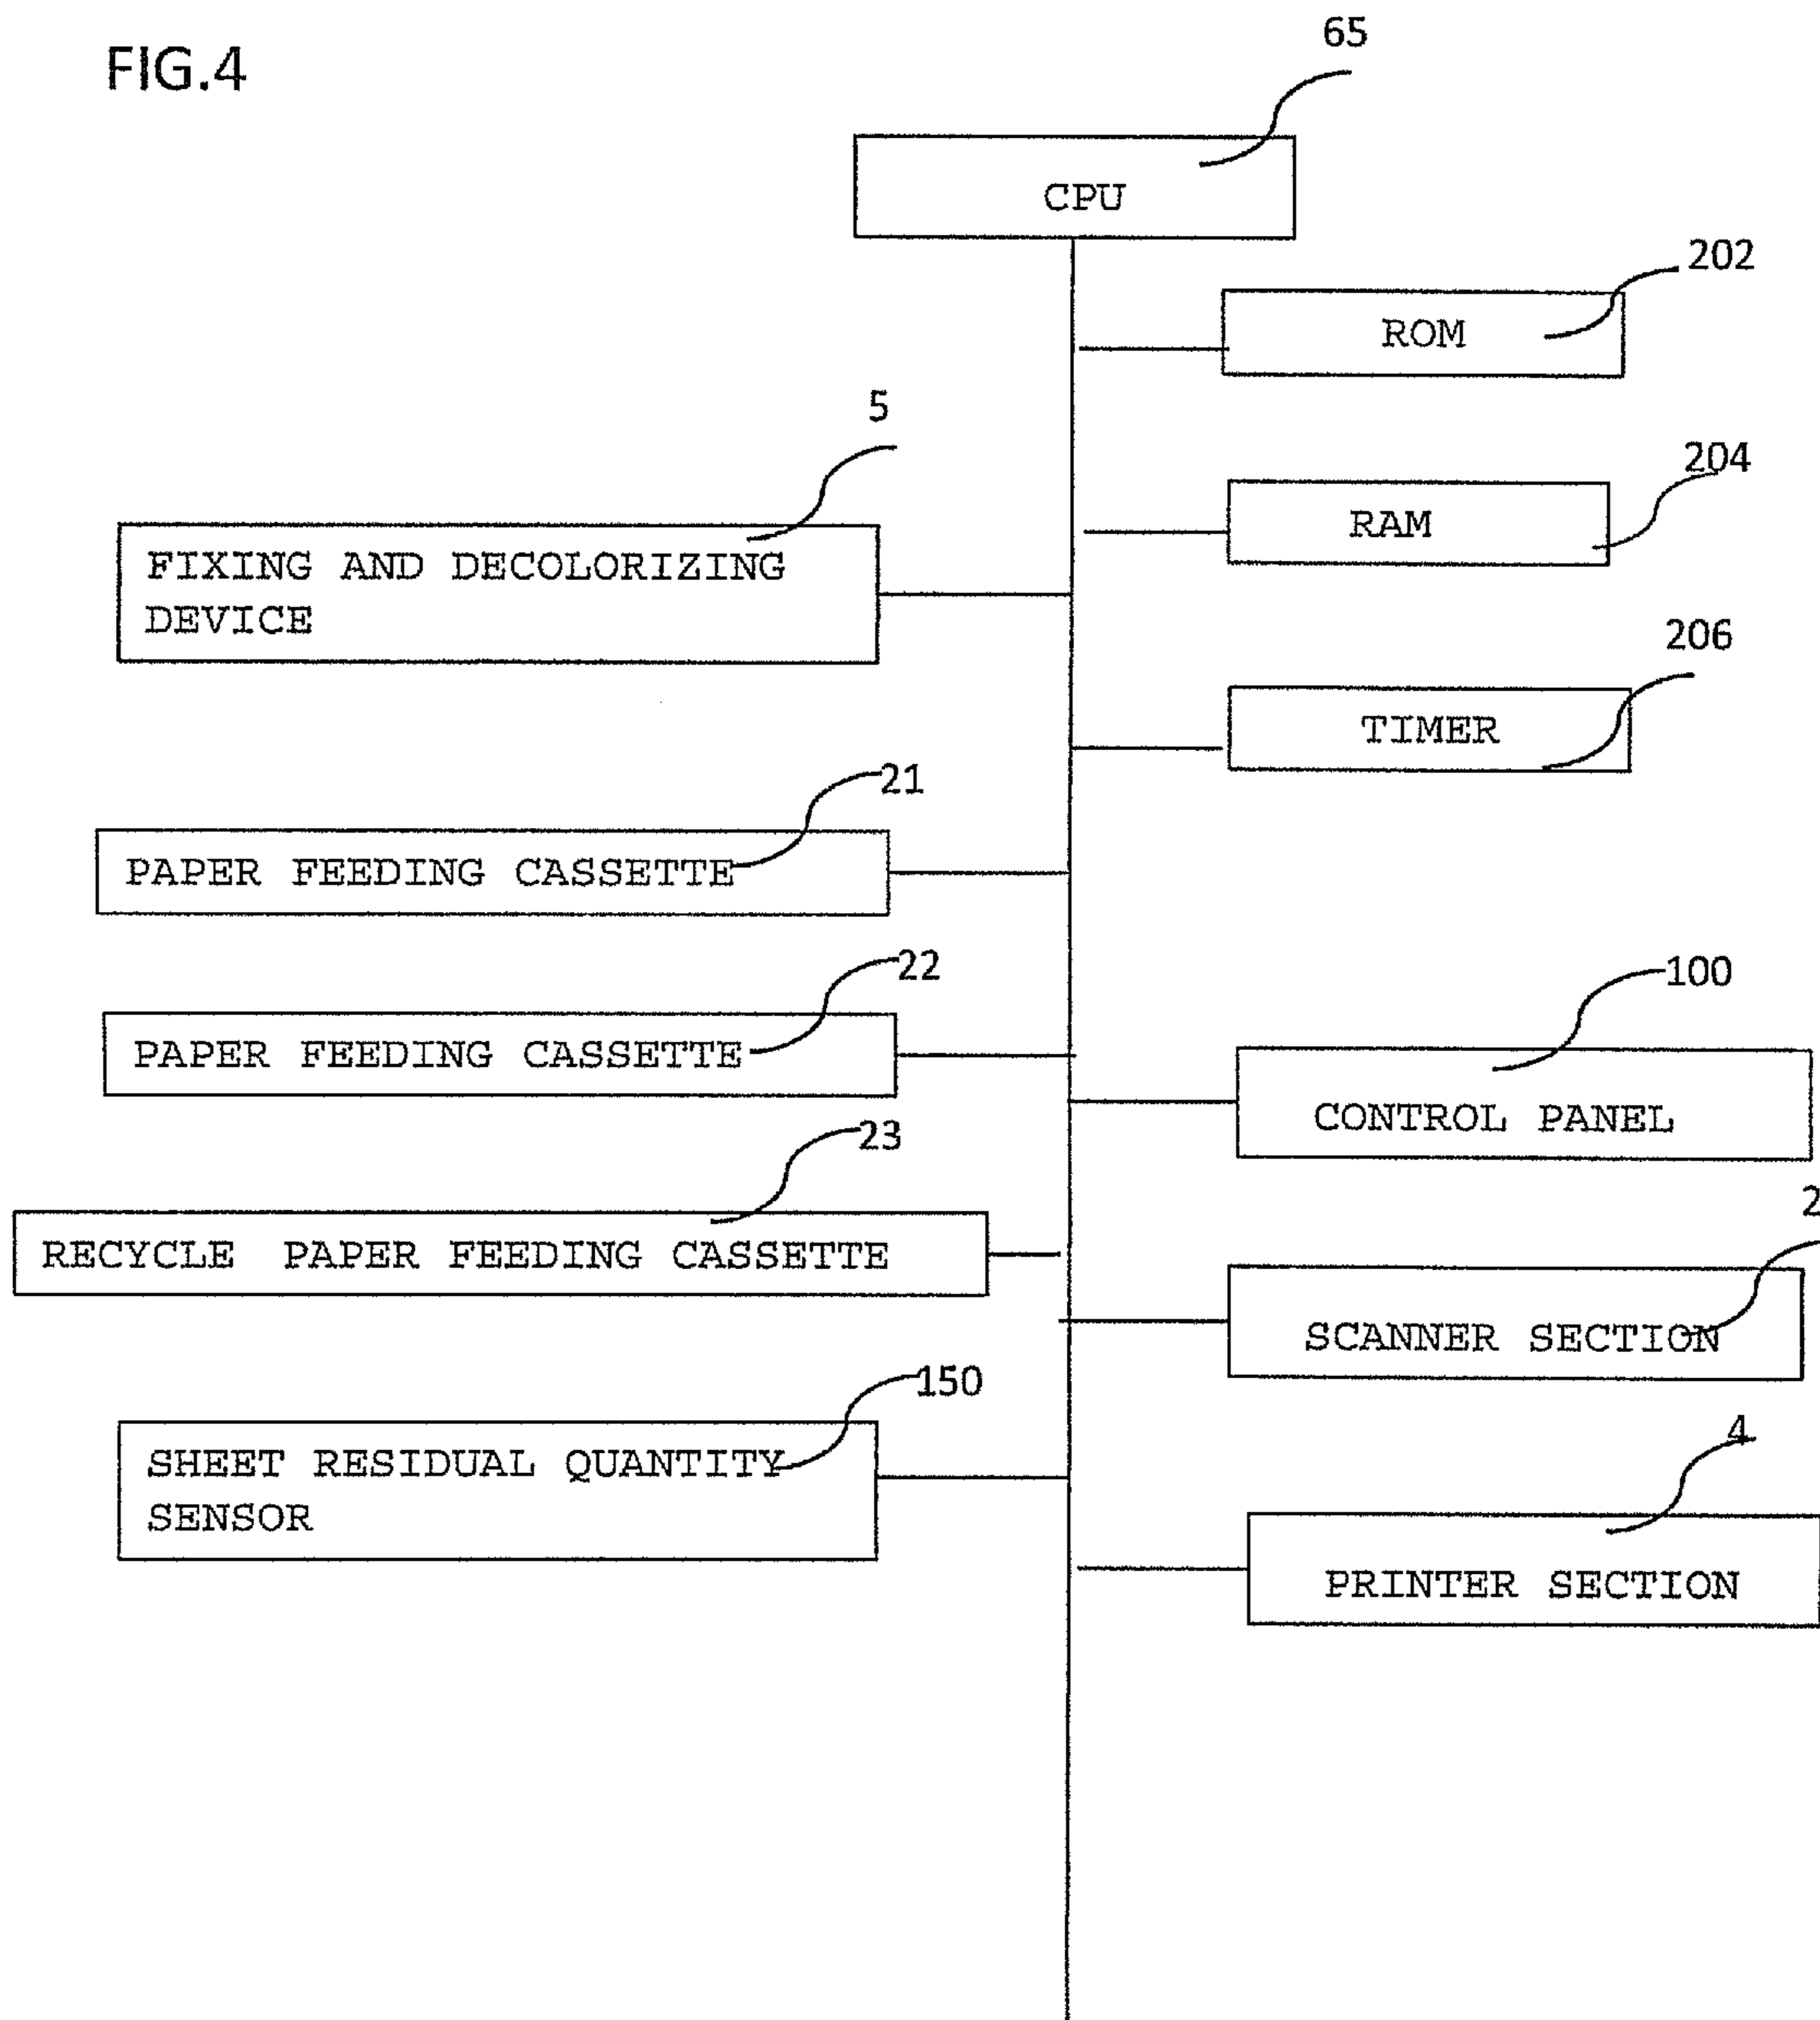 FIG.4
65
CPU
202
ROM
5
204
FIXING AND DECOLORIZING
DEVICE
RAM
206
TIMER
21
PAPER FEEDING CASSETTE
22
PAPER FEEDING CASSETTE
100
CONTROL PANEL
23
RECYCLE PAPER FEEDING CASSETTE
2
SCANNER SECTION
150
SHEET RESIDUAL QUANTITY
SENSOR
4
PRINTER SECTION